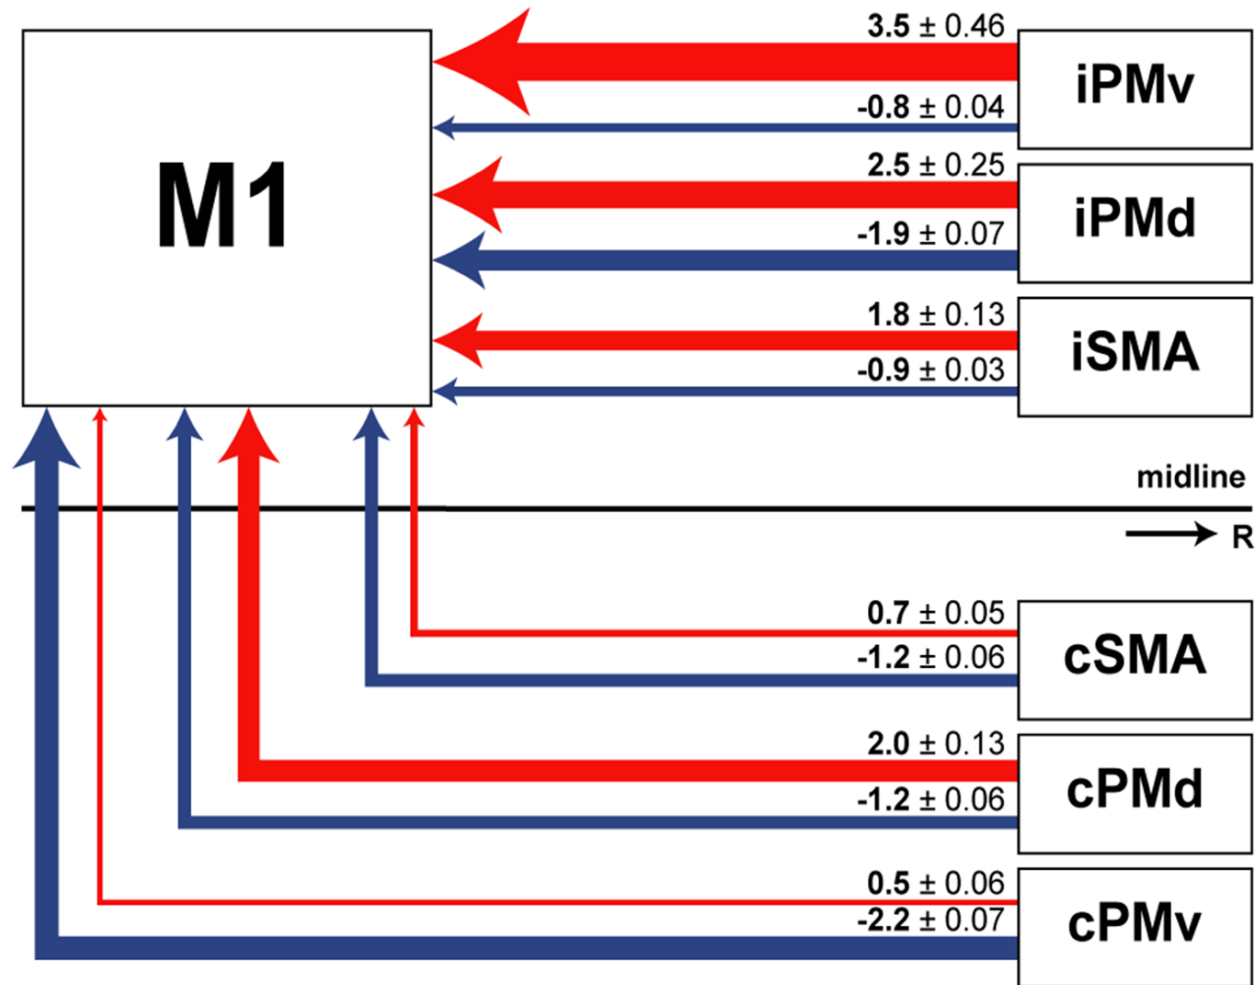 M1
3.5 ± 0.46
-0.8 ± 0.04
iPMv
2.5 ± 0.25
-1.9 ± 0.07
iPMd
1.8 ± 0.13
-0.9 ± 0.03
iSMA
midline
R
0.7 ± 0.05
-1.2 ± 0.06
cSMA
2.0 ± 0.13
-1.2 ± 0.06
cPMd
0.5 ± 0.06
-2.2 ± 0.07
cPMv